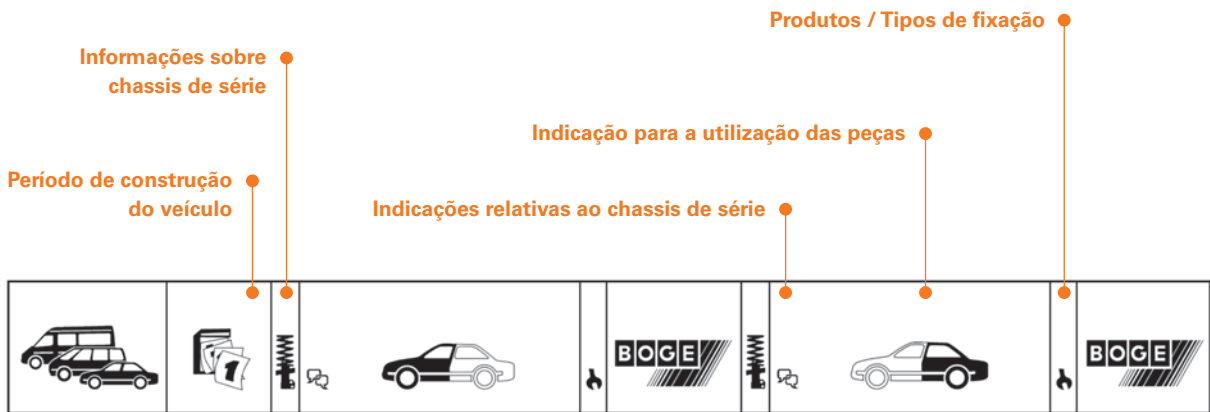 Produtos / Tipos de fixação
Informações sobre
chassis de série
Indicação para a utilização das peças
Período de construção
do veículo
Indicações relativas ao chassis de série
1
BOGE
BOGE